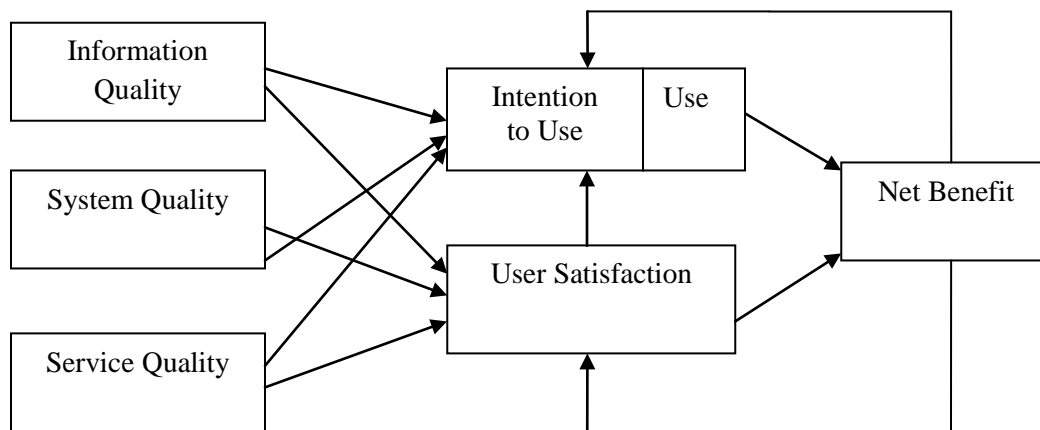 Information
Quality
Intention
to Use
Use
System Quality
Net Benefit
User Satisfaction
Service Quality